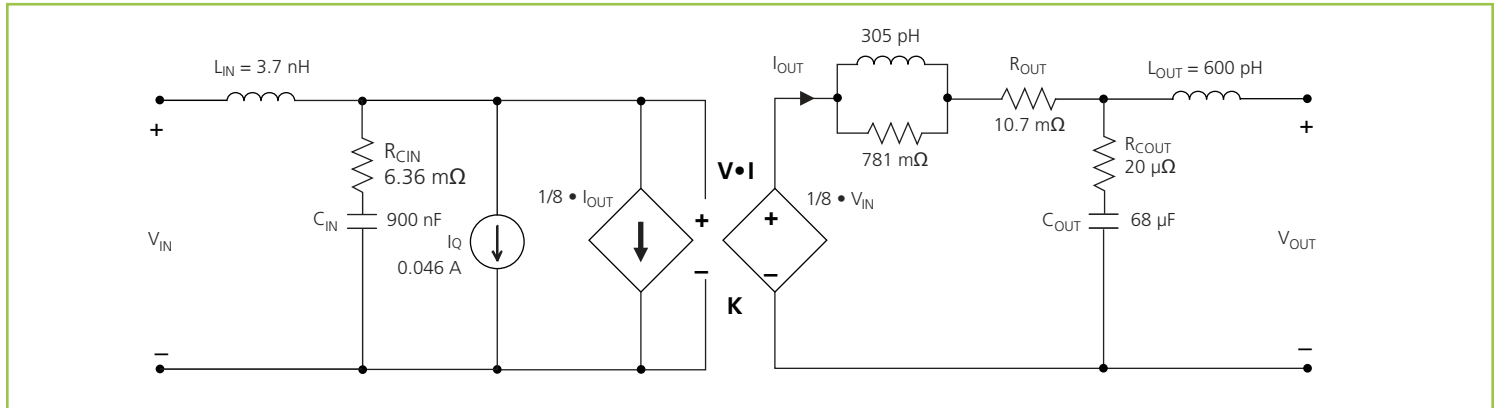 L_IN = 3.7 nH
+
R_CIN
6.36 mΩ
C_IN 900 nF
V_IN
I_Q
0.046 A
1/8 • I_OUT
−
V•I
+
−
K
1/8 • V_IN
+
−
I_OUT
305 pH
781 mΩ
R_OUT
10.7 mΩ
L_OUT = 600 pH
+
R_COUT
20 μΩ
C_OUT 68 μF
V_OUT
−